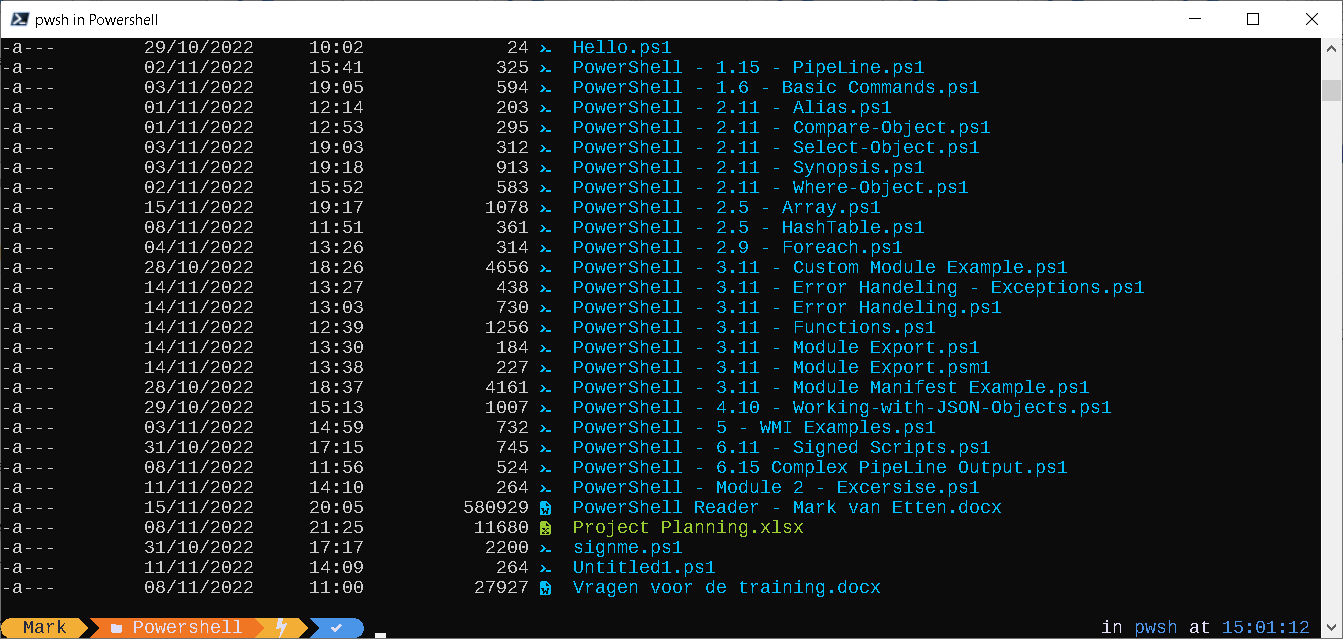 pwsh in Powershell
-a--- 29/10/2022 10:02 24 Hello.ps1
-a--- 02/11/2022 15:41 325 PowerShell - 1.15 - PipeLine.ps1
-a--- 03/11/2022 19:05 594 PowerShell - 1.6 - Basic Commands.ps1
-a--- 01/11/2022 12:14 203 PowerShell - 2.11 - Alias.ps1
-a--- 01/11/2022 12:53 295 PowerShell - 2.11 - Compare-Object.ps1
-a--- 03/11/2022 19:03 312 PowerShell - 2.11 - Select-Object.ps1
-a--- 03/11/2022 19:18 913 PowerShell - 2.11 - Synopsis.ps1
-a--- 02/11/2022 15:52 583 PowerShell - 2.11 - Where-Object.ps1
-a--- 15/11/2022 19:17 1078 PowerShell - 2.5 - Array.ps1
-a--- 08/11/2022 11:51 361 PowerShell - 2.5 - HashTable.ps1
-a--- 04/11/2022 13:26 314 PowerShell - 2.9 - Foreach.ps1
-a--- 28/10/2022 18:26 4656 PowerShell - 3.11 - Custom Module Example.ps1
-a--- 14/11/2022 13:27 438 PowerShell - 3.11 - Error Handeling - Exceptions.ps1
-a--- 14/11/2022 13:03 730 PowerShell - 3.11 - Error Handeling.ps1
-a--- 14/11/2022 12:39 1256 PowerShell - 3.11 - Functions.ps1
-a--- 14/11/2022 13:30 184 PowerShell - 3.11 - Module Export.ps1
-a--- 14/11/2022 13:38 227 PowerShell - 3.11 - Module Export.psm1
-a--- 28/10/2022 18:37 4161 PowerShell - 3.11 - Module Manifest Example.ps1
-a--- 29/10/2022 15:13 1007 PowerShell - 4.10 - Working-with-JSON-Objects.ps1
-a--- 03/11/2022 14:59 732 PowerShell - 5 - WMI Examples.ps1
-a--- 31/10/2022 17:15 745 PowerShell - 6.11 - Signed Scripts.ps1
-a--- 08/11/2022 11:56 524 PowerShell - 6.15 Complex PipeLine Output.ps1
-a--- 11/11/2022 14:10 264 PowerShell - Module 2 - Excersise.ps1
-a--- 15/11/2022 20:05 580929 PowerShell Reader - Mark van Etten.docx
-a--- 08/11/2022 21:25 11680 Project Planning.xlsx
-a--- 31/10/2022 17:17 2200 signme.ps1
-a--- 11/11/2022 14:09 264 Untitled1.ps1
-a--- 08/11/2022 11:00 27927 Vragen voor de training.docx
Mark Powershell in pwsh at 15:01:12